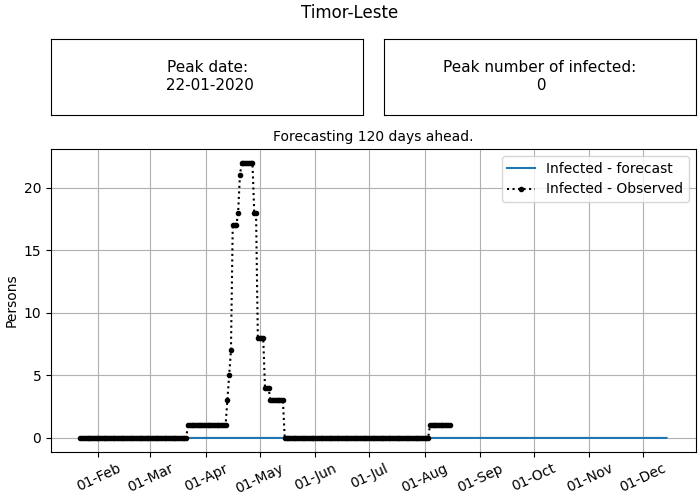 Timor-Leste
Peak date:
22-01-2020
Peak number of infected:
0
Forecasting 120 days ahead.
Infected - forecast
Infected - Observed
Persons
20
15
10
5
0
01-Feb
01-Mar
01-Apr
01-May
01-Jun
01-Jul
01-Aug
01-Sep
01-Oct
01-Nov
01-Dec